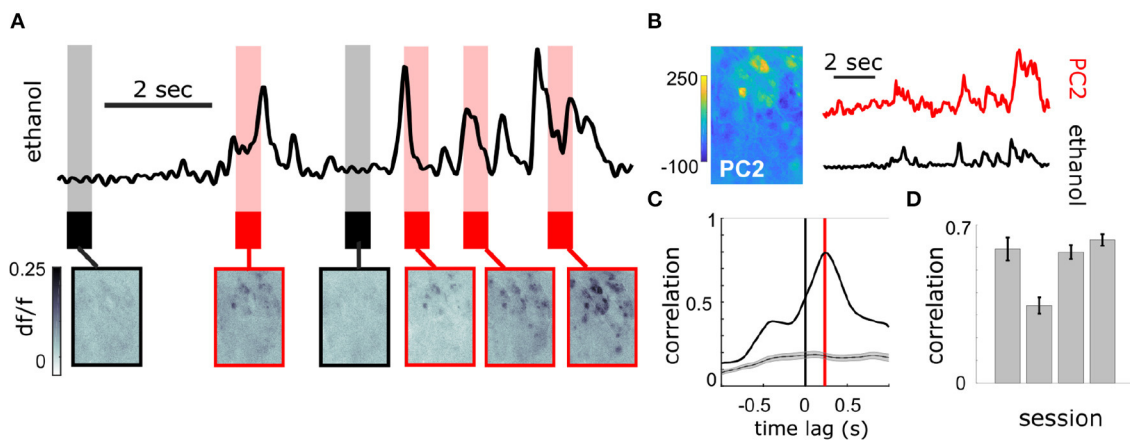 A
2 sec
ethanol
0.25
df/f
0
B
250
-100
PC2
2 sec
PC2
ethanol
C
1
0.5
0
correlation
-0.5 0 0.5
time lag (s)
D
0.7
correlation
0
session